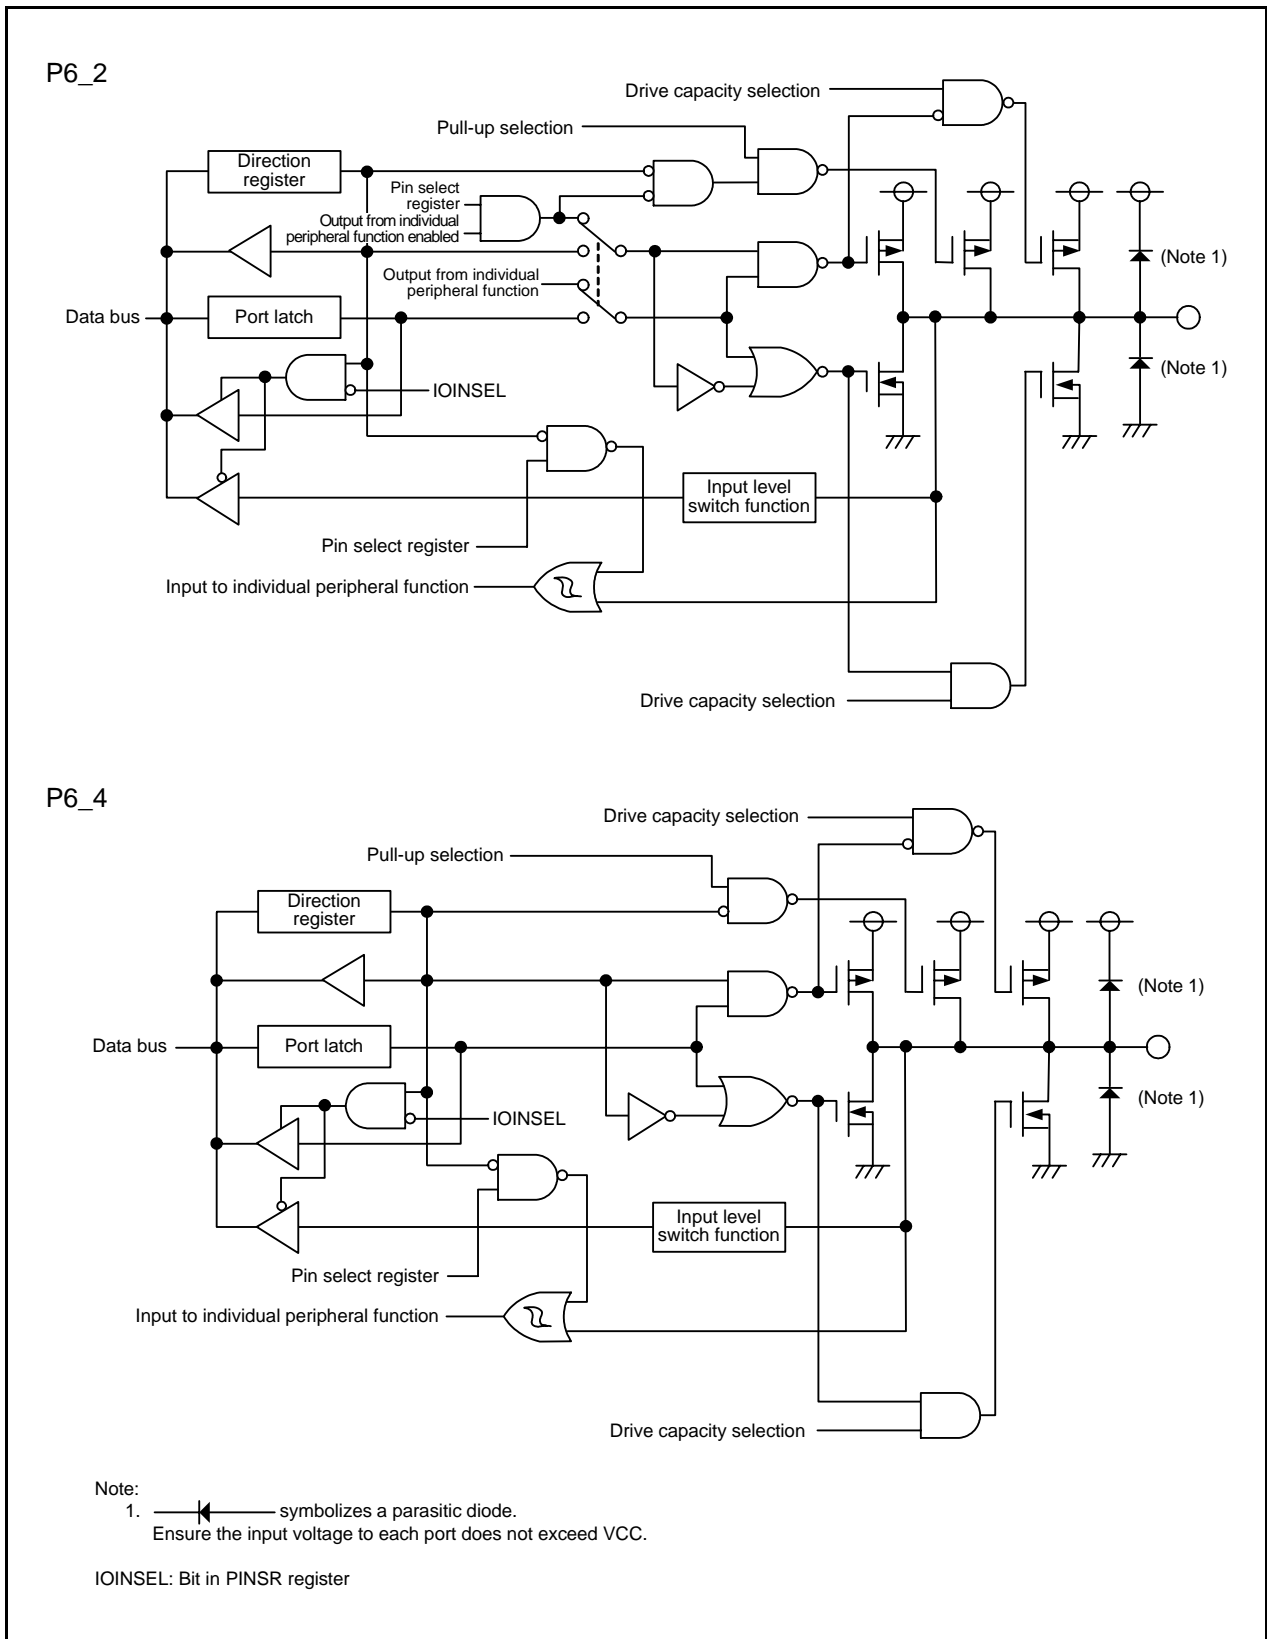 P6_2
Drive capacity selection
Pull-up selection
Direction
register
Pin select
register
Output from individual
peripheral function enabled
(Note 1)
Output from individual
peripheral function
Data bus
Port latch
(Note 1)
IOINSEL
Input level
switch function
Pin select register
Input to individual peripheral function
Drive capacity selection
P6_4
Drive capacity selection
Pull-up selection
Direction
register
(Note 1)
Data bus
Port latch
(Note 1)
IOINSEL
Input level
switch function
Pin select register
Input to individual peripheral function
Drive capacity selection
Note:
1. symbolizes a parasitic diode.
Ensure the input voltage to each port does not exceed VCC.
IOINSEL: Bit in PINSR register